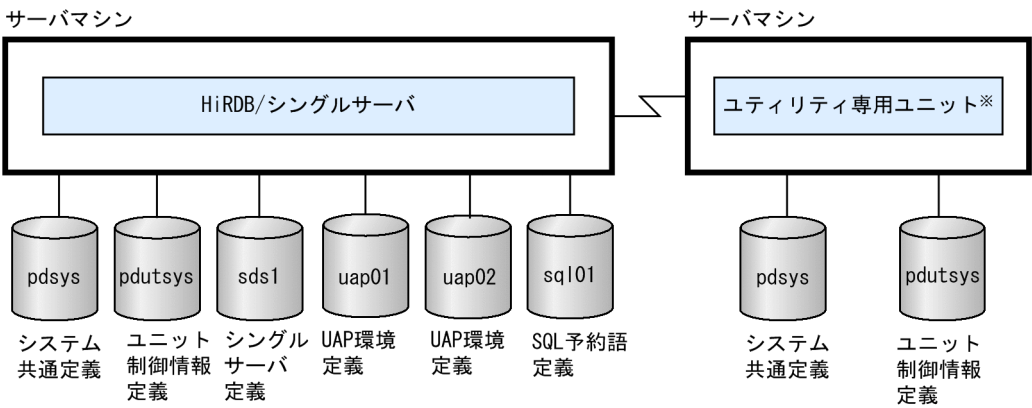 サーバマシン
サーバマシン
HiRDB/シングルサーバ
ユティリティ専用ユニット※
pdsys
pdutsys
sds1
uap01
uap02
sql01
pdsys
pdutsys
システム
共通定義
ユニット
制御情報
定義
シングル
サーバ
定義
UAP環境
定義
UAP環境
定義
SQL予約語
定義
システム
共通定義
ユニット
制御情報
定義